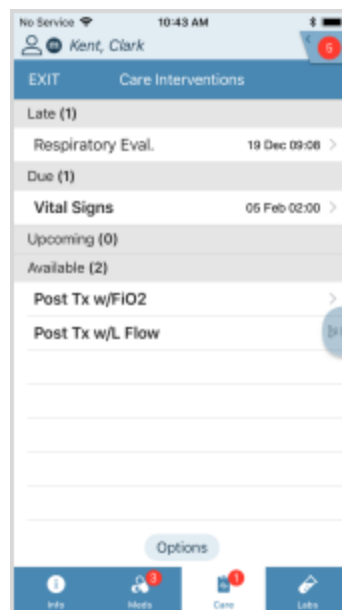 No Service 10:43 AM
Kent, Clark
5
EXIT Care Interventions
Late (1)
Respiratory Eval. 19 Dec 09:08
Due (1)
Vital Signs 05 Feb 02:00
Upcoming (0)
Available (2)
Post Tx w/FiO2
Post Tx w/L Flow
Options
3 1
Info Meds Care Labs